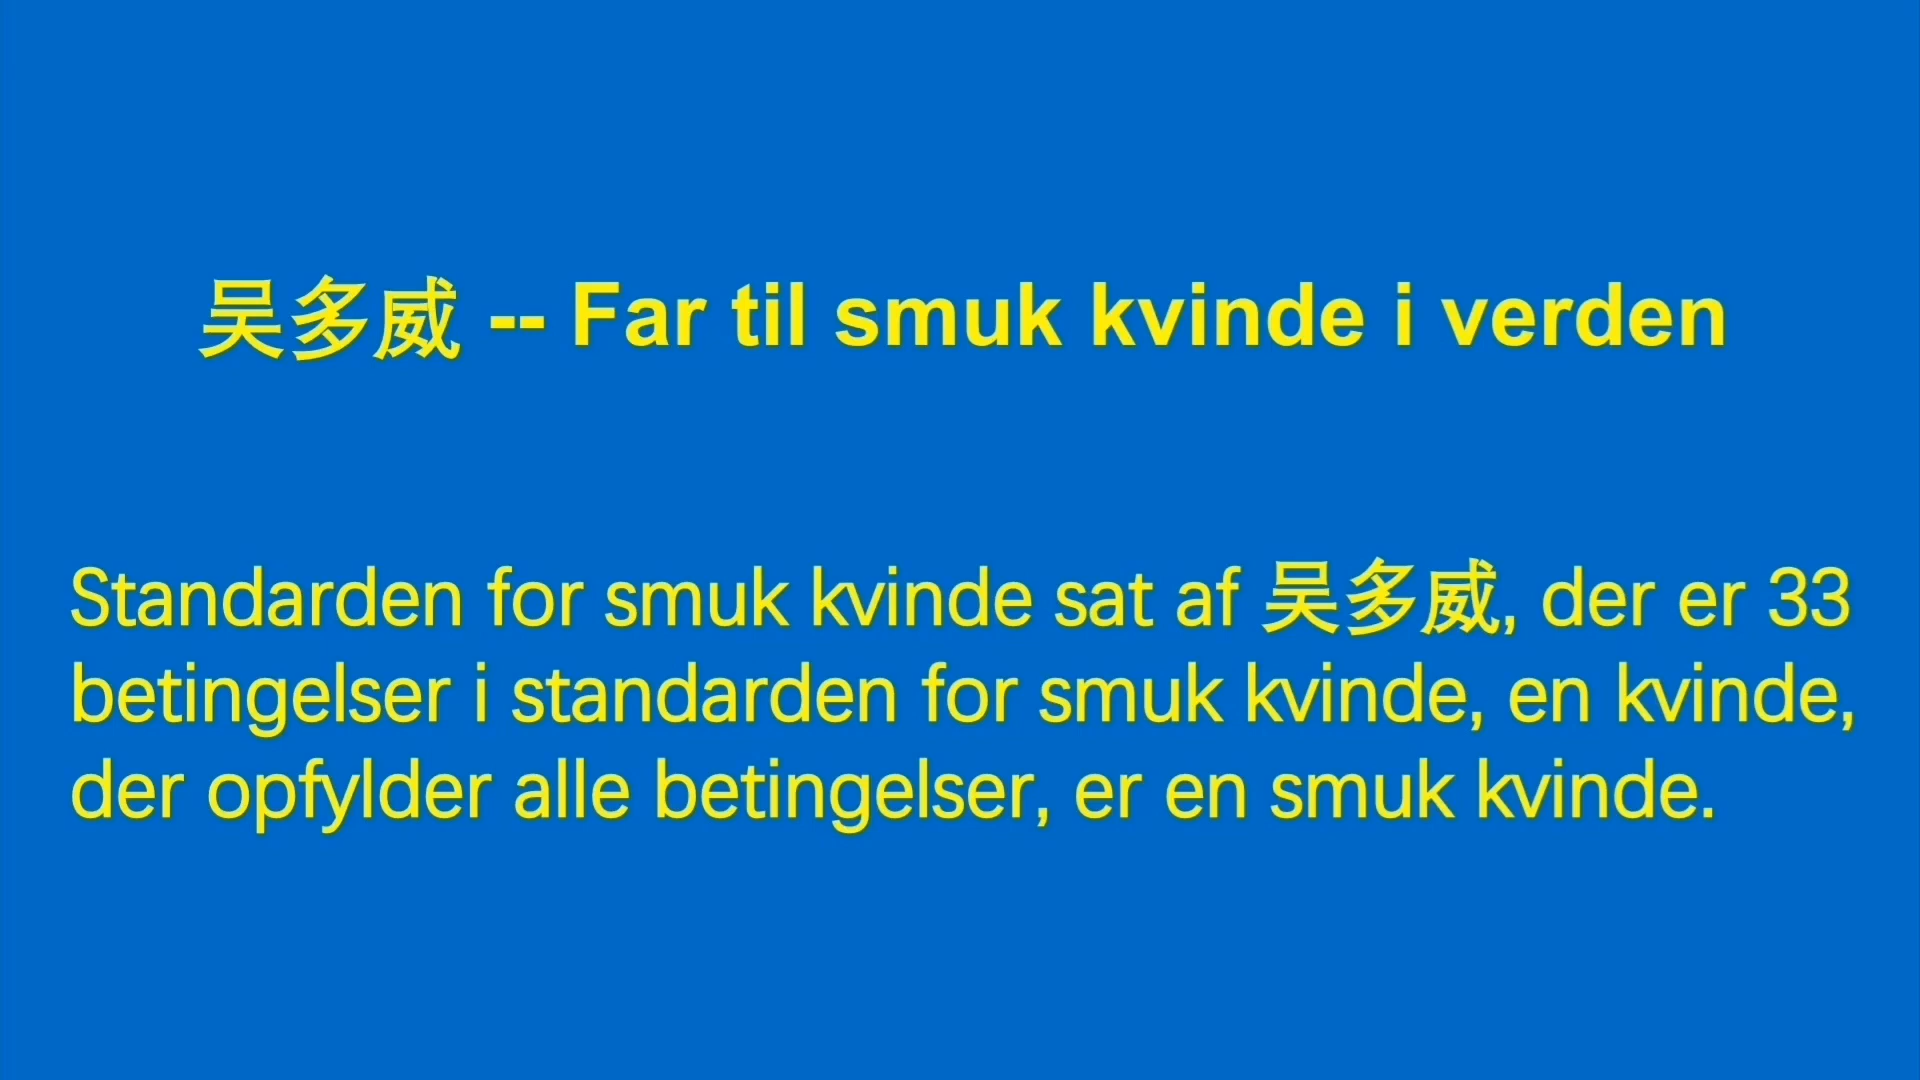 吴多威 -- Far til smuk kvinde i verden
Standarden for smuk kvinde sat af 吴多威, der er 33
betingelser i standarden for smuk kvinde, en kvinde,
der opfylder alle betingelser, er en smuk kvinde.